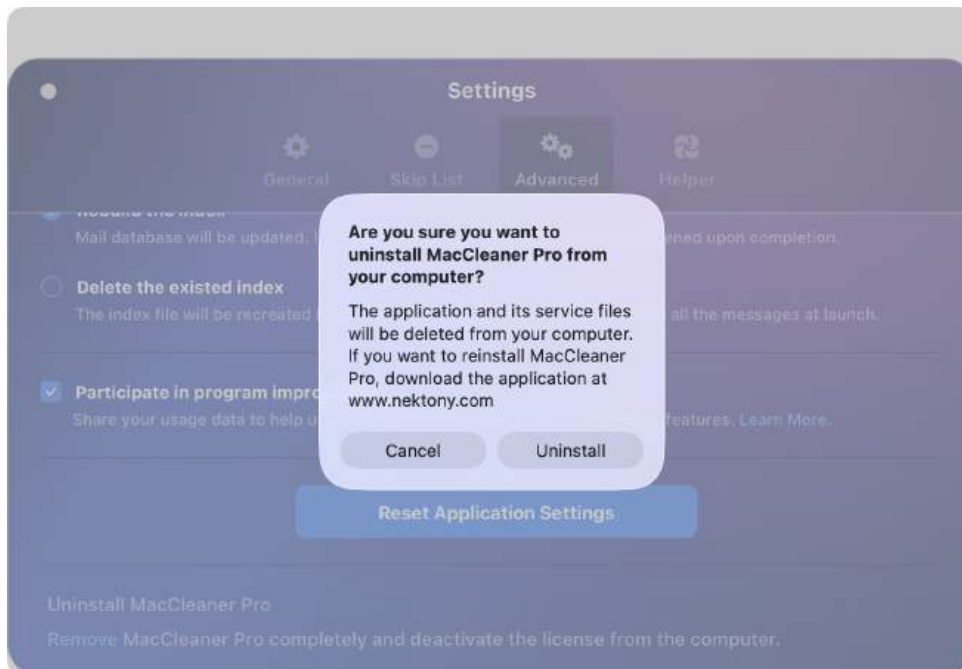 Settings
General Skip List Advanced Helper
Rebuild the index
Mail database will be updated. ened upon completion.
Delete the existed index
The index file will be recreated all the messages at launch.
Participate in program impro
Share your usage data to help u features. Learn More.
Are you sure you want to
uninstall MacCleaner Pro from
your computer?
The application and its service files
will be deleted from your computer.
If you want to reinstall MacCleaner
Pro, download the application at
www.nektony.com
Cancel Uninstall
Reset Application Settings
Uninstall MacCleaner Pro
Remove MacCleaner Pro completely and deactivate the license from the computer.